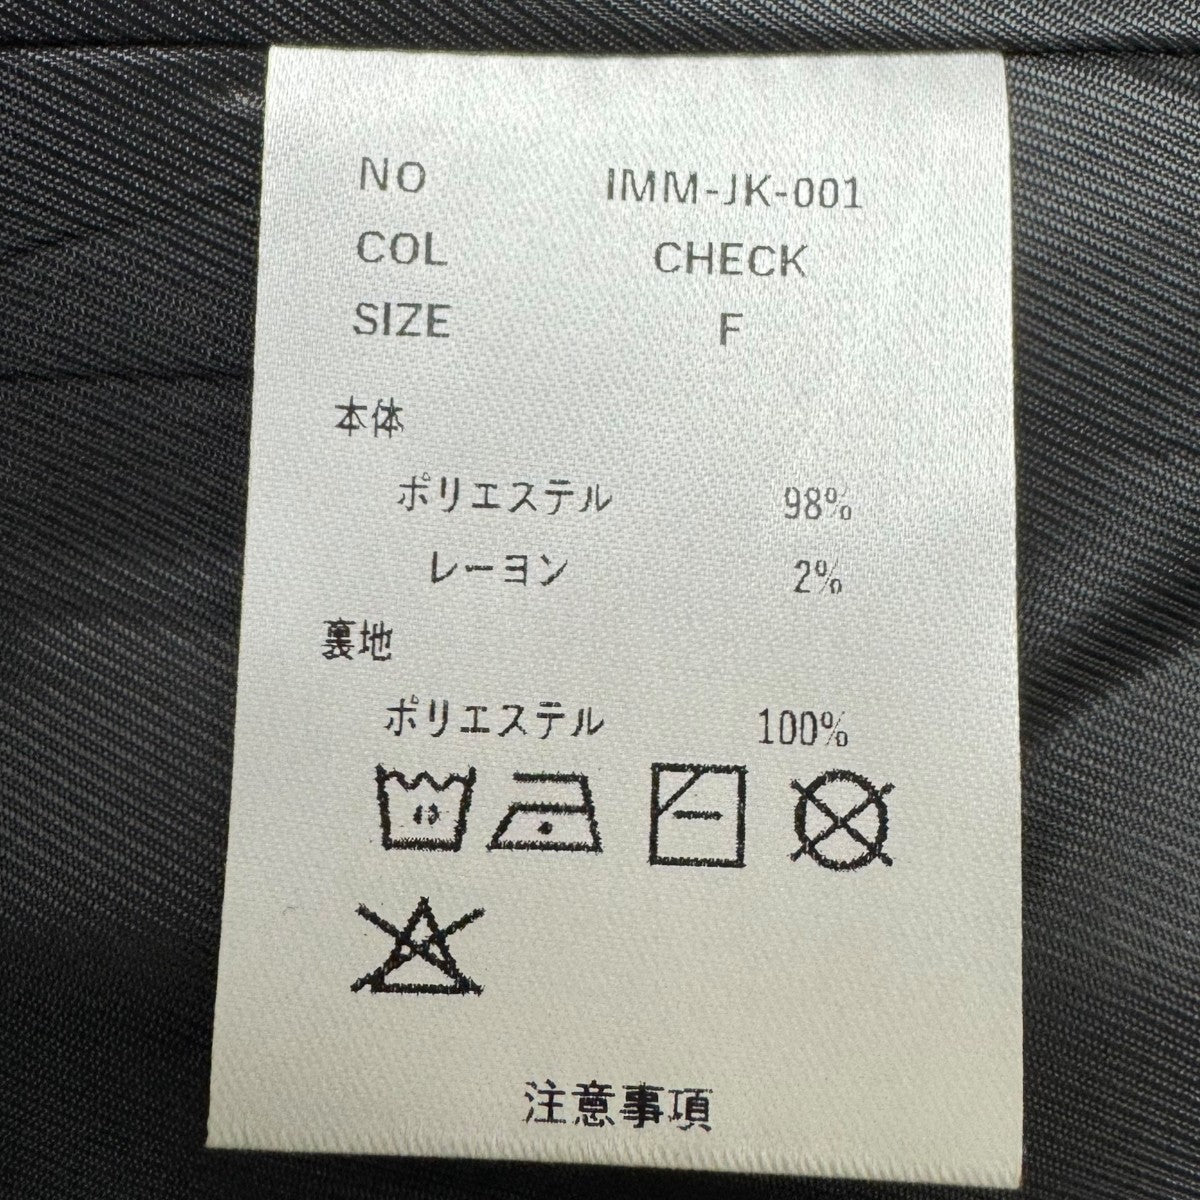 NO IMM-JK-001
COL CHECK
SIZE F
本体
ポリエステル 98%
レーヨン 2%
裏地
ポリエステル 100%
注意事項